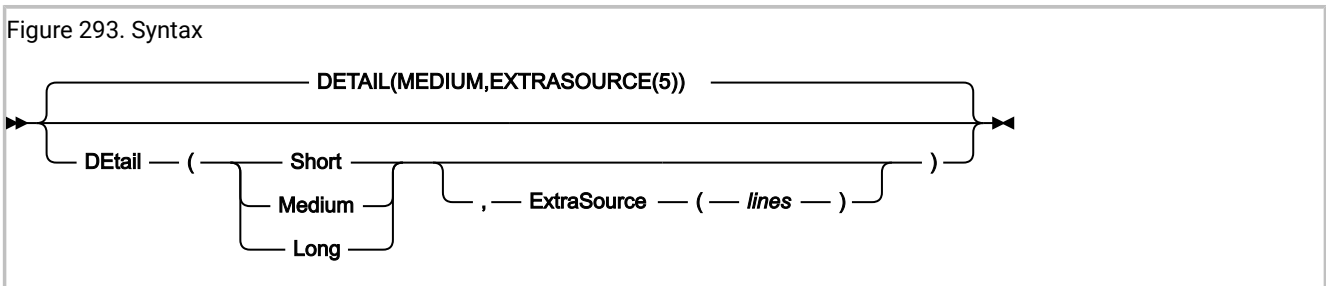 Figure 293. Syntax
DETAIL(MEDIUM,EXTRASOURCE(5))
DEtail ( Short )
Medium , ExtraSource ( lines )
Long